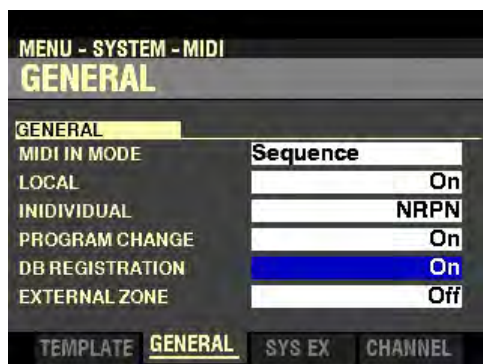 MENU - SYSTEM - MIDI
GENERAL
GENERAL
MIDI IN MODE Sequence
LOCAL On
INIDIVIDUAL NRPN
PROGRAM CHANGE On
DB REGISTRATION On
EXTERNAL ZONE Off
TEMPLATE GENERAL SYS EX CHANNEL